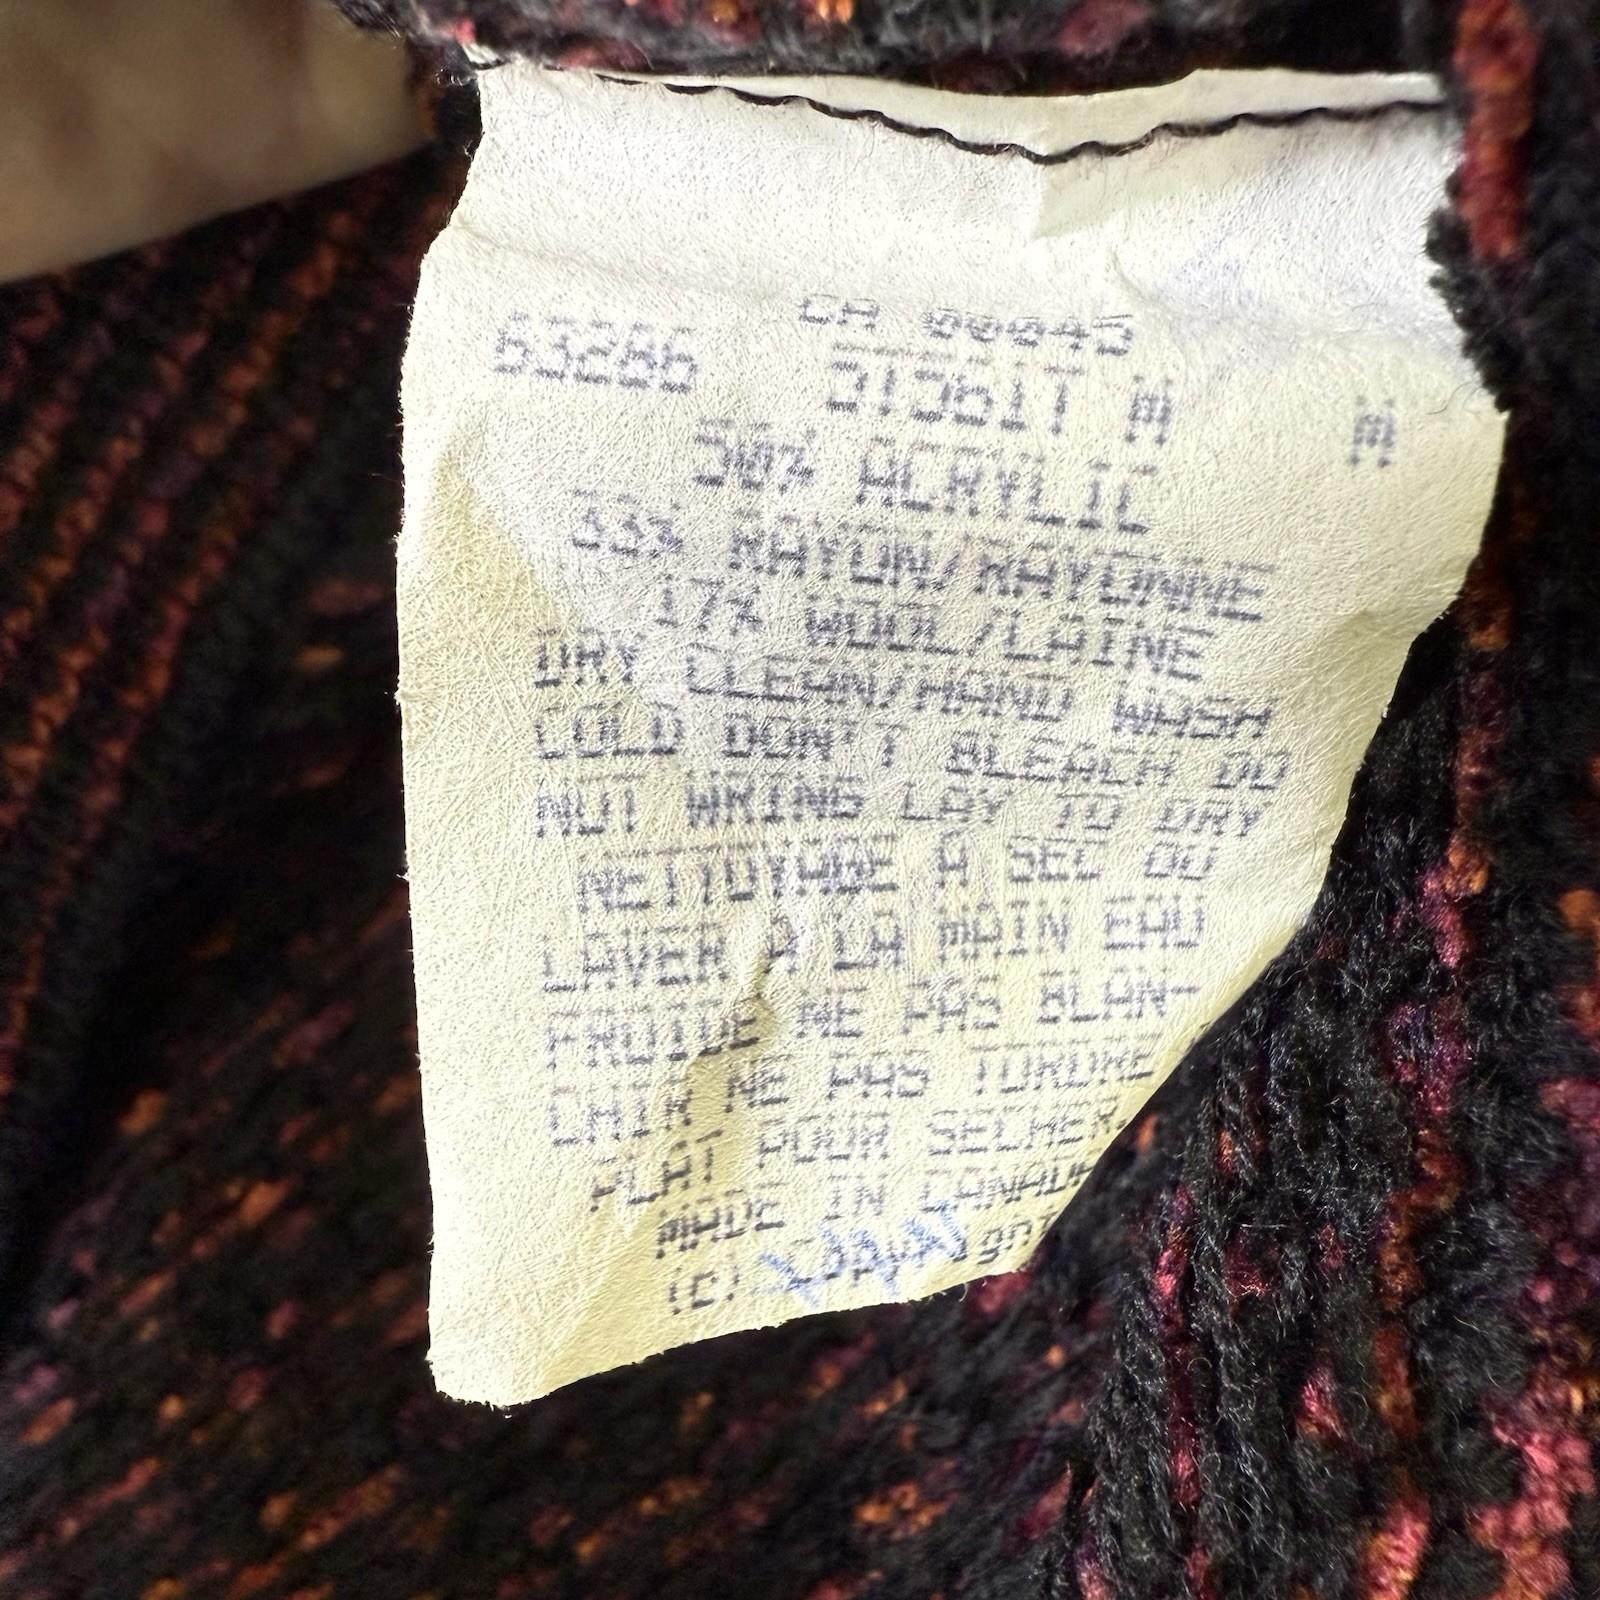 CA 00045
63286 313617 M M
50% ACRYLIC
33% RAYON/RAYONNE
17% WOOL/LAINE
DRY CLEAN/HAND WASH
COLD DON'T BLEACH DO
NOT WRING LAY TO DRY
NETTOYAGE A SEC OU
LAVER A LA MAIN EAU
FROIDE NE PAS BLAN-
CHIR NE PAS TORDRE
PLAT POUR SECHER.
MADE IN CANADA
(c)